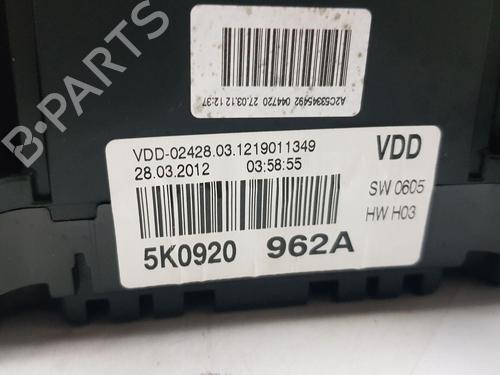 A2C53345492 044720 27.03.12 12:37
VDD-02428.03.1219011349
28.03.2012 03:58:55
VDD
SW 0605
HW H03
5K0920 962A
B-Parts